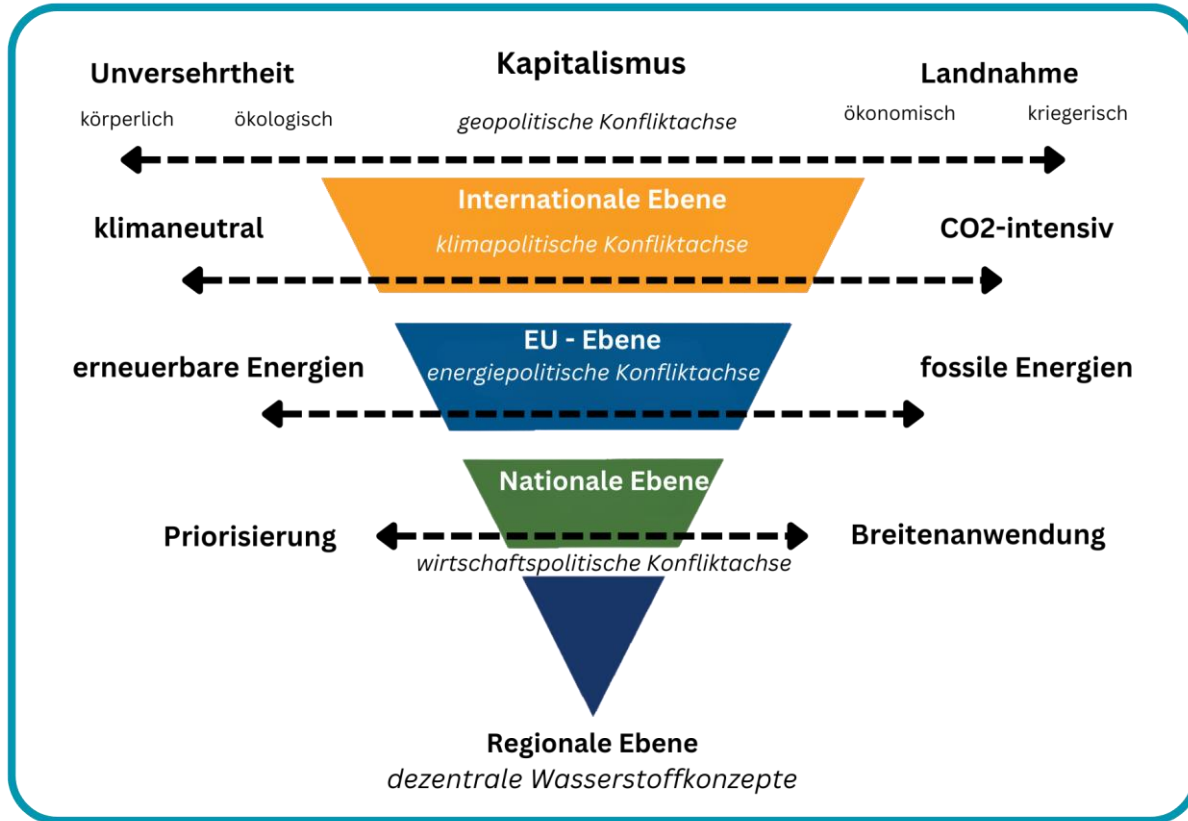 Unversehrtheit
Kapitalismus
Landnahme
körperlich
ökologisch
geopolitische Konfliktachse
ökonomisch
kriegerisch
Internationale Ebene
klimaneutral
klimapolitische Konfliktachse
CO2-intensiv
EU - Ebene
erneuerbare Energien
energiepolitische Konfliktachse
fossile Energien
Nationale Ebene
Priorisierung
Breitenanwendung
wirtschaftspolitische Konfliktachse
Regionale Ebene
dezentrale Wasserstoffkonzepte